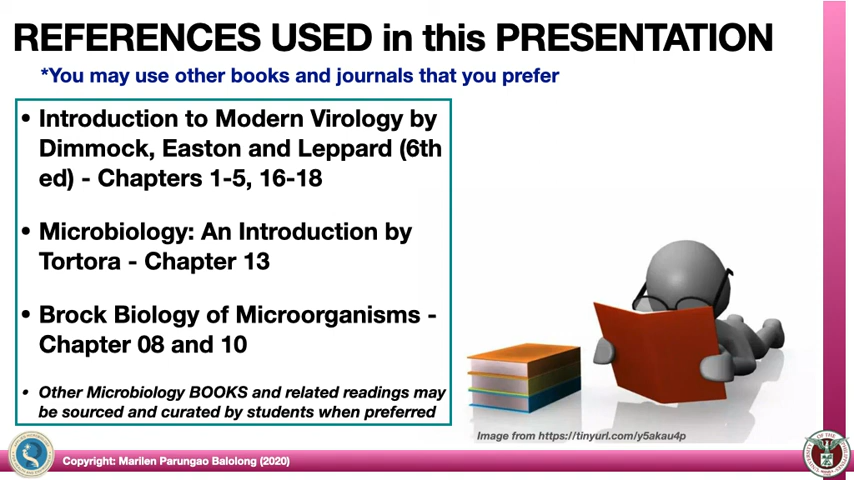 REFERENCES USED in this PRESENTATION
*You may use other books and journals that you prefer
• Introduction to Modern Virology by
Dimmock, Easton and Leppard (6th
ed) - Chapters 1-5, 16-18
• Microbiology: An Introduction by
Tortora - Chapter 13
• Brock Biology of Microorganisms -
Chapter 08 and 10
• Other Microbiology BOOKS and related readings may
be sourced and curated by students when preferred
Image from https://tinyurl.com/y5akau4p
Copyright: Marilen Parungao Balolong (2020)